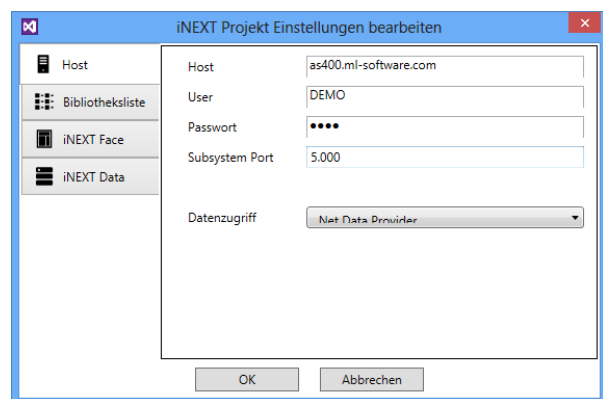 iNEXT Projekt Einstellungen bearbeiten
Host
Bibliotheksliste
iNEXT Face
iNEXT Data
Host as400.ml-software.com
User DEMO
Passwort ••••
Subsystem Port 5.000
Datenzugriff Net Data Provider
OK Abbrechen